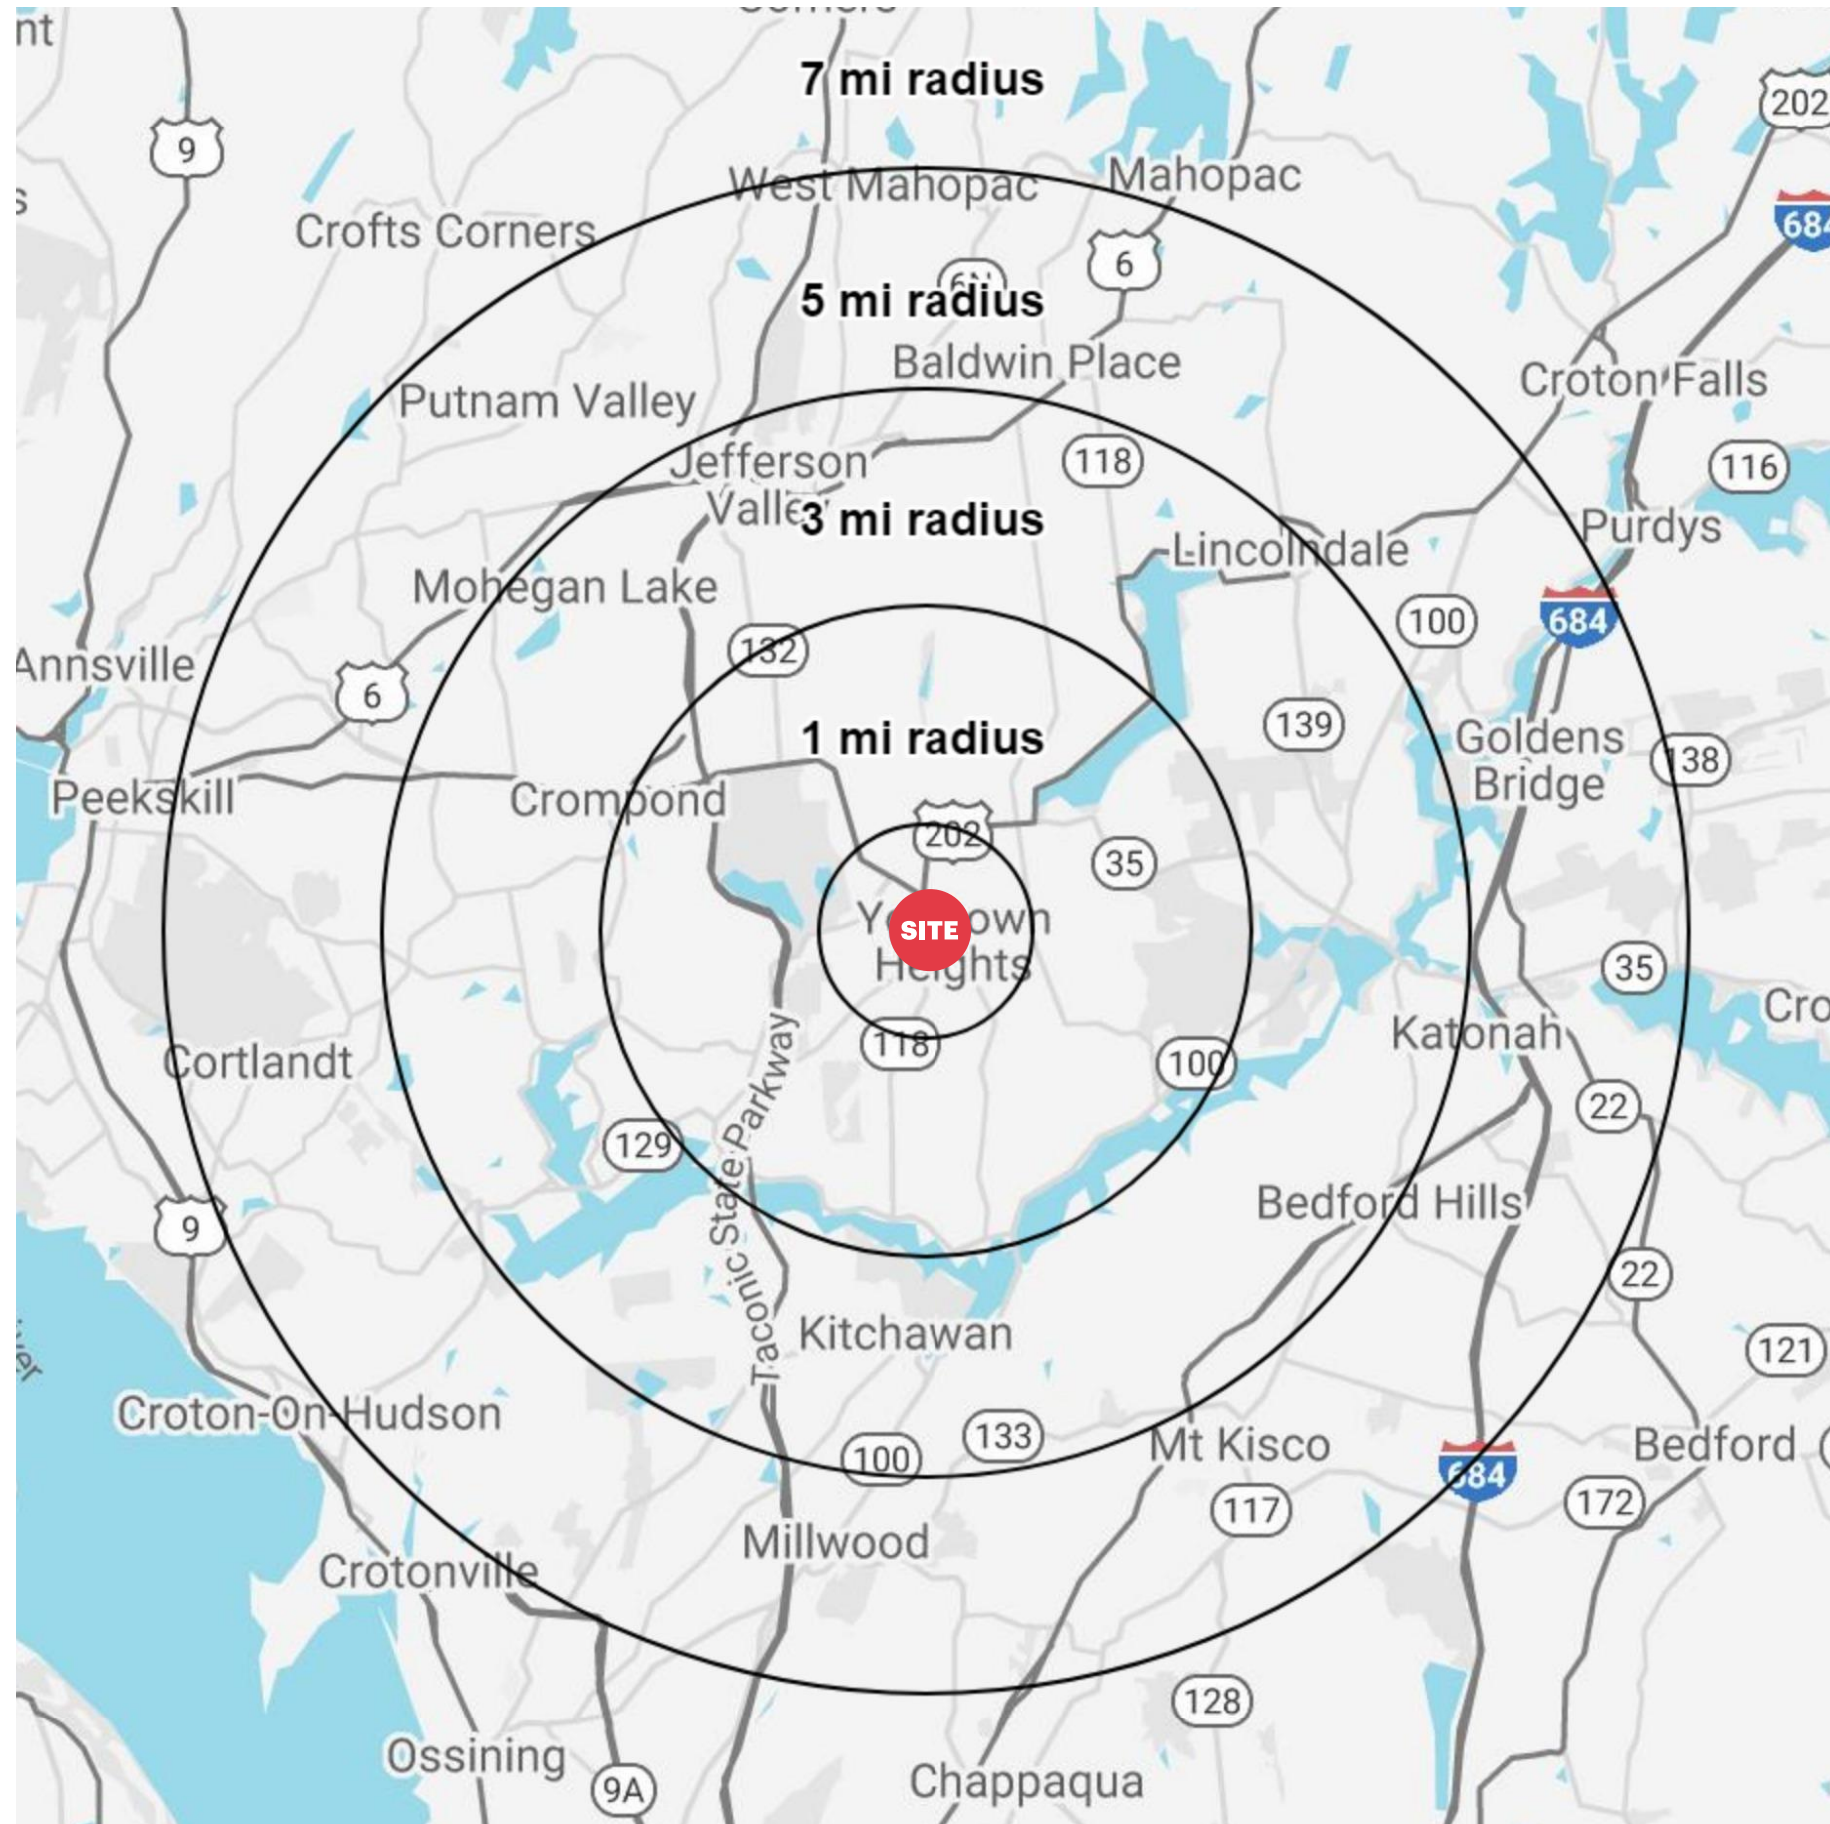 nt
7 mi radius
202
9
West Mahopac
Mahopac
Crofts Corners
684
6
5 mi radius
Baldwin Place
Croton Falls
Putnam Valley
Jefferson
118
116
3 mi radius
Purdys
Lincolndale
Mohegan Lake
100
684
132
Annsville
6
139
1 mi radius
Goldens
138
Bridge
Peekskill
Crompond
202
35
SITE
Heights
35
Cro
Katonah
118
Cortlandt
100
22
129
Taconic State Parkway
Bedford Hills
9
22
Kitchawan
121
Croton-On-Hudson
133
Mt Kisco
Bedford
100
684
172
117
Millwood
Crotonville
128
Ossining
Chappaqua
9A